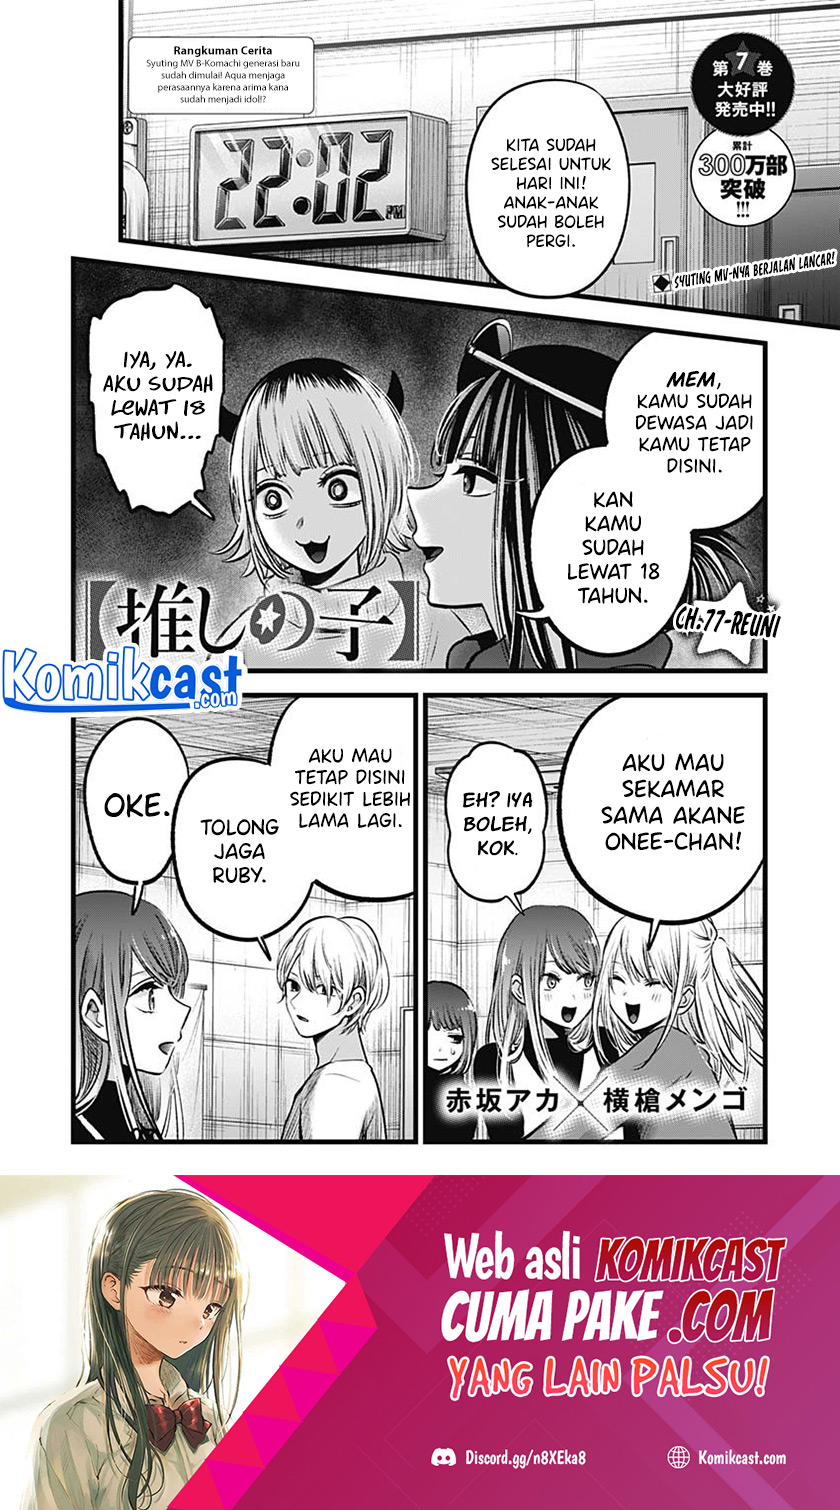 Rangkuman Cerita
Syuting MV B-Komachi generasi baru
sudah dimulai! Aqua menjaga
perasaannya karena arima kana
sudah menjadi idol!?
第7巻
大好評
発売中!!
累計
300万部
突破
!!!
22:02
PM
KITA SUDAH
SELESAI UNTUK
HARI INI!
ANAK-ANAK
SUDAH BOLEH
PERGI.
SYUTING MV-NYA BERJALAN LANCAR!
MEM,
KAMU SUDAH
DEWASA JADI
KAMU TETAP
DISINI.
KAN
KAMU
SUDAH
LEWAT 18
TAHUN.
IYA, YA.
AKU SUDAH
LEWAT 18
TAHUN...
【推しの子】
CH.77-REUNI
Komikcast
.com
AKU MAU
SEKAMAR
SAMA AKANE
ONEE-CHAN!
EH? IYA
BOLEH,
KOK.
AKU MAU
TETAP DISINI
SEDIKIT LEBIH
LAMA LAGI.
TOLONG
JAGA
RUBY.
OKE.
赤坂アカ×横槍メンゴ
Web asli KOMIKCAST
CUMA PAKE .COM
YANG LAIN PALSU!
Discord.gg/n8XEka8
Komikcast.com